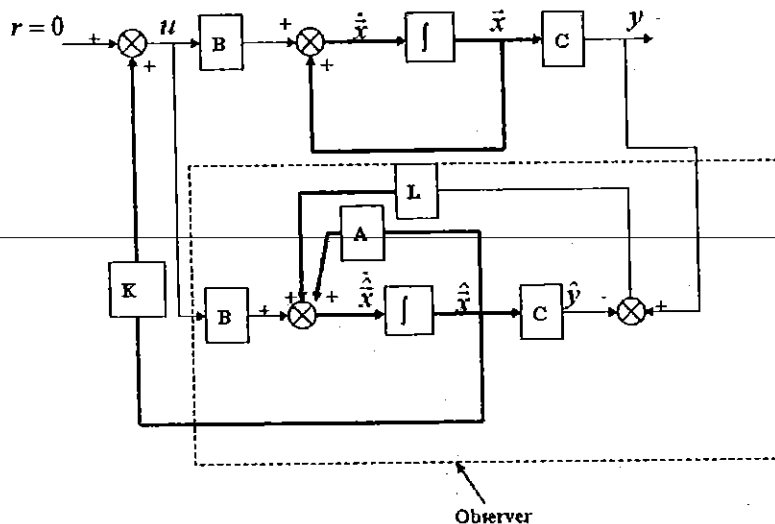 r = 0
+
+
u
B
+
+
ẋ⃗
∫
x⃗
C
y
L
A
K
B
+
+
+
ẋ̂⃗
∫
x̂⃗
C
ŷ
-
+
Observer